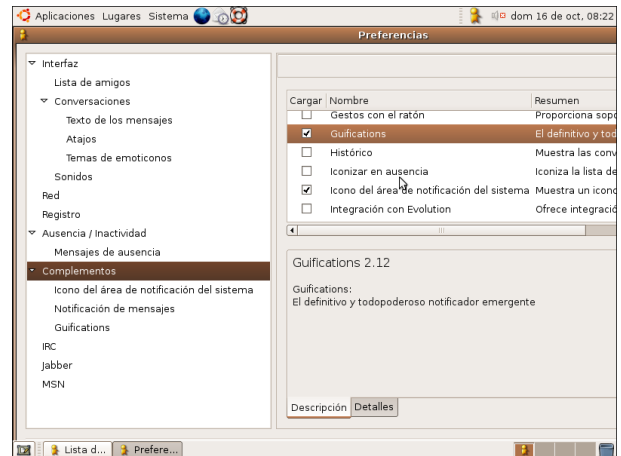 Aplicaciones Lugares Sistema dom 16 de oct, 08:22
Preferencias
Interfaz
Lista de amigos
Conversaciones
Texto de los mensajes
Atajos
Temas de emoticonos
Sonidos
Red
Registro
Ausencia / Inactividad
Mensajes de ausencia
Complementos
Icono del área de notificación del sistema
Notificación de mensajes
Guifications
IRC
Jabber
MSN
Cargar Nombre Resumen
Gestos con el ratón Proporciona sopo
Guifications El definitivo y tod
Histórico Muestra las conv
Iconizar en ausencia Iconiza la lista de
Icono del área de notificación del sistema Muestra un icono
Integración con Evolution Ofrece integració
Guifications 2.12
Guifications:
El definitivo y todopoderoso notificador emergente
Descripción Detalles
Lista d... Prefere...